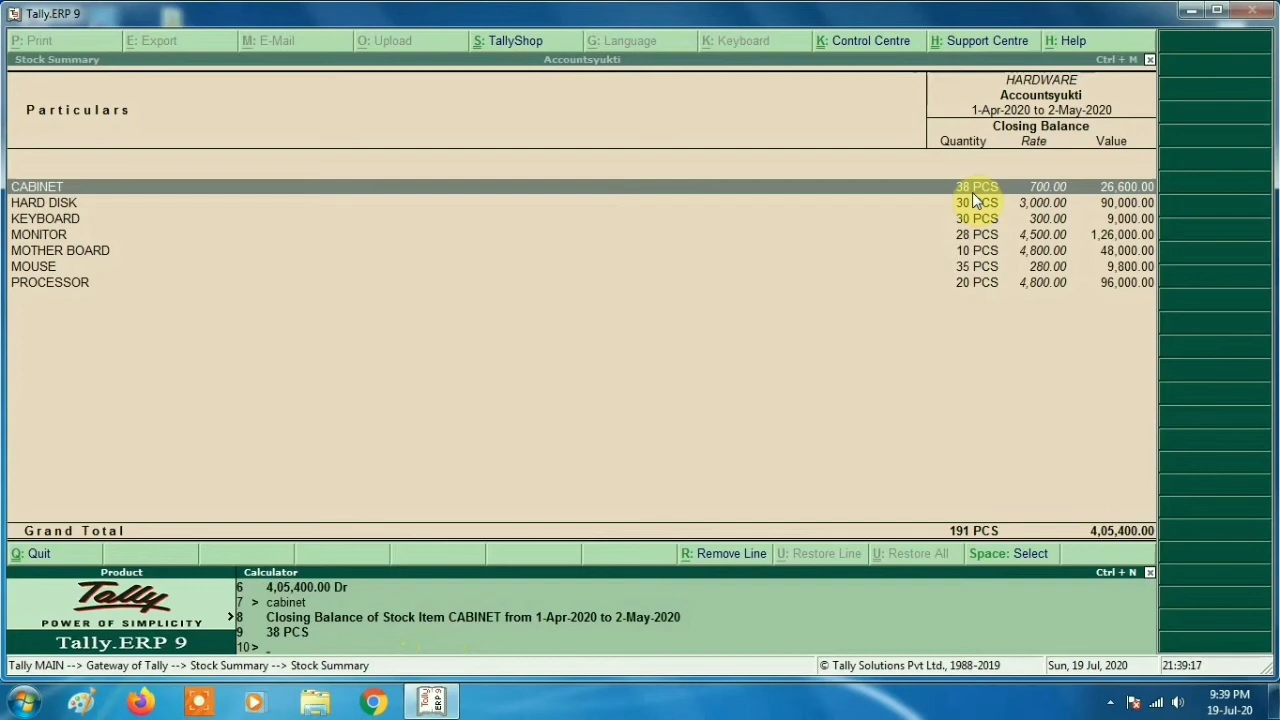 Tally.ERP 9
P: Print E: Export M: E-Mail O: Upload S: TallyShop G: Language K: Keyboard K: Control Centre H: Support Centre H: Help
Stock Summary Accountsyukti Ctrl + M
Particulars
HARDWARE
Accountsyukti
1-Apr-2020 to 2-May-2020
Closing Balance
Quantity Rate Value
CABINET 38 PCS 700.00 26,600.00
HARD DISK 30 PCS 3,000.00 90,000.00
KEYBOARD 30 PCS 300.00 9,000.00
MONITOR 28 PCS 4,500.00 1,26,000.00
MOTHER BOARD 10 PCS 4,800.00 48,000.00
MOUSE 35 PCS 280.00 9,800.00
PROCESSOR 20 PCS 4,800.00 96,000.00
Grand Total 191 PCS 4,05,400.00
Q: Quit R: Remove Line U: Restore Line U: Restore All Space: Select
Product
Tally
POWER OF SIMPLICITY
Tally.ERP 9
Calculator Ctrl + N
6 4,05,400.00 Dr
7 > cabinet
8 Closing Balance of Stock Item CABINET from 1-Apr-2020 to 2-May-2020
9 38 PCS
10> _
Tally MAIN --> Gateway of Tally --> Stock Summary --> Stock Summary © Tally Solutions Pvt Ltd., 1988-2019 Sun, 19 Jul, 2020 21:39:17
Tally ERP 9
9:39 PM
19-Jul-20